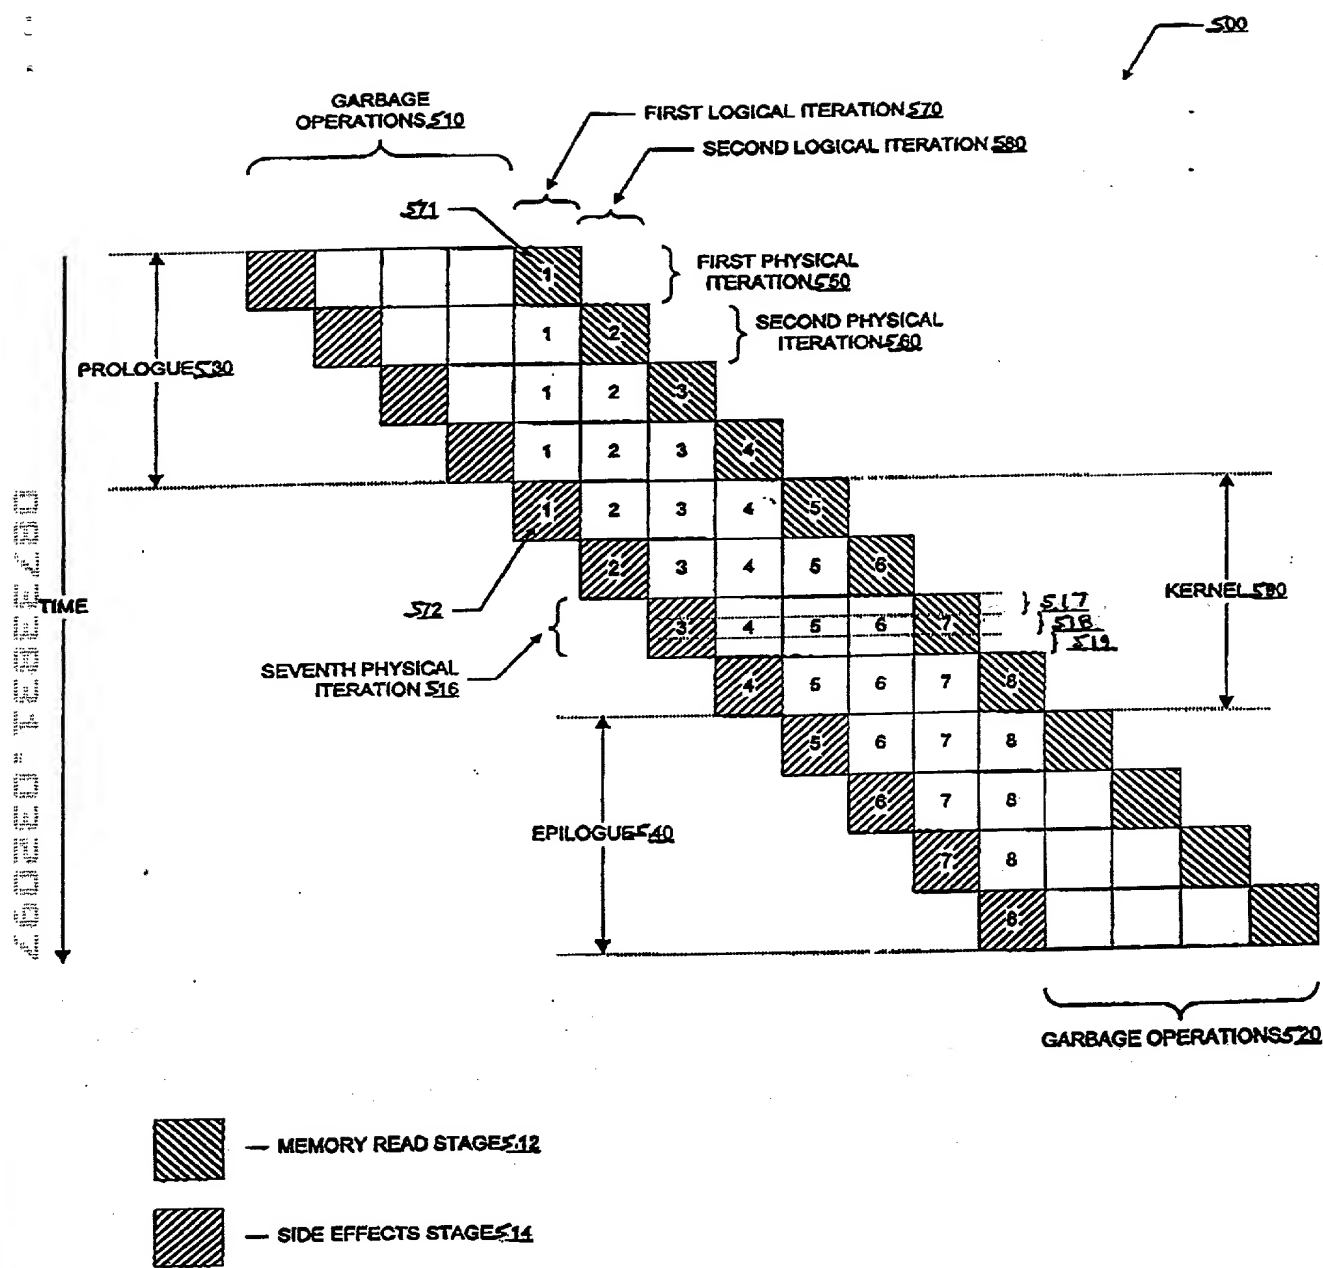 500
GARBAGE
OPERATIONS 510
FIRST LOGICAL ITERATION 570
SECOND LOGICAL ITERATION 580
571
1
FIRST PHYSICAL
ITERATION 550
1 2
SECOND PHYSICAL
ITERATION 560
PROLOGUE 530
1 2 3
1 2 3 4
1 2 3 4 5
2 3 4 5 6
TIME
572
KERNEL 590
3 4 5 6 7
517
518
519
SEVENTH PHYSICAL
ITERATION 516
4 5 6 7 8
5 6 7 8
6 7 8
EPILOGUE 540
7 8
8
GARBAGE OPERATIONS 520
— MEMORY READ STAGE 512
— SIDE EFFECTS STAGE 514